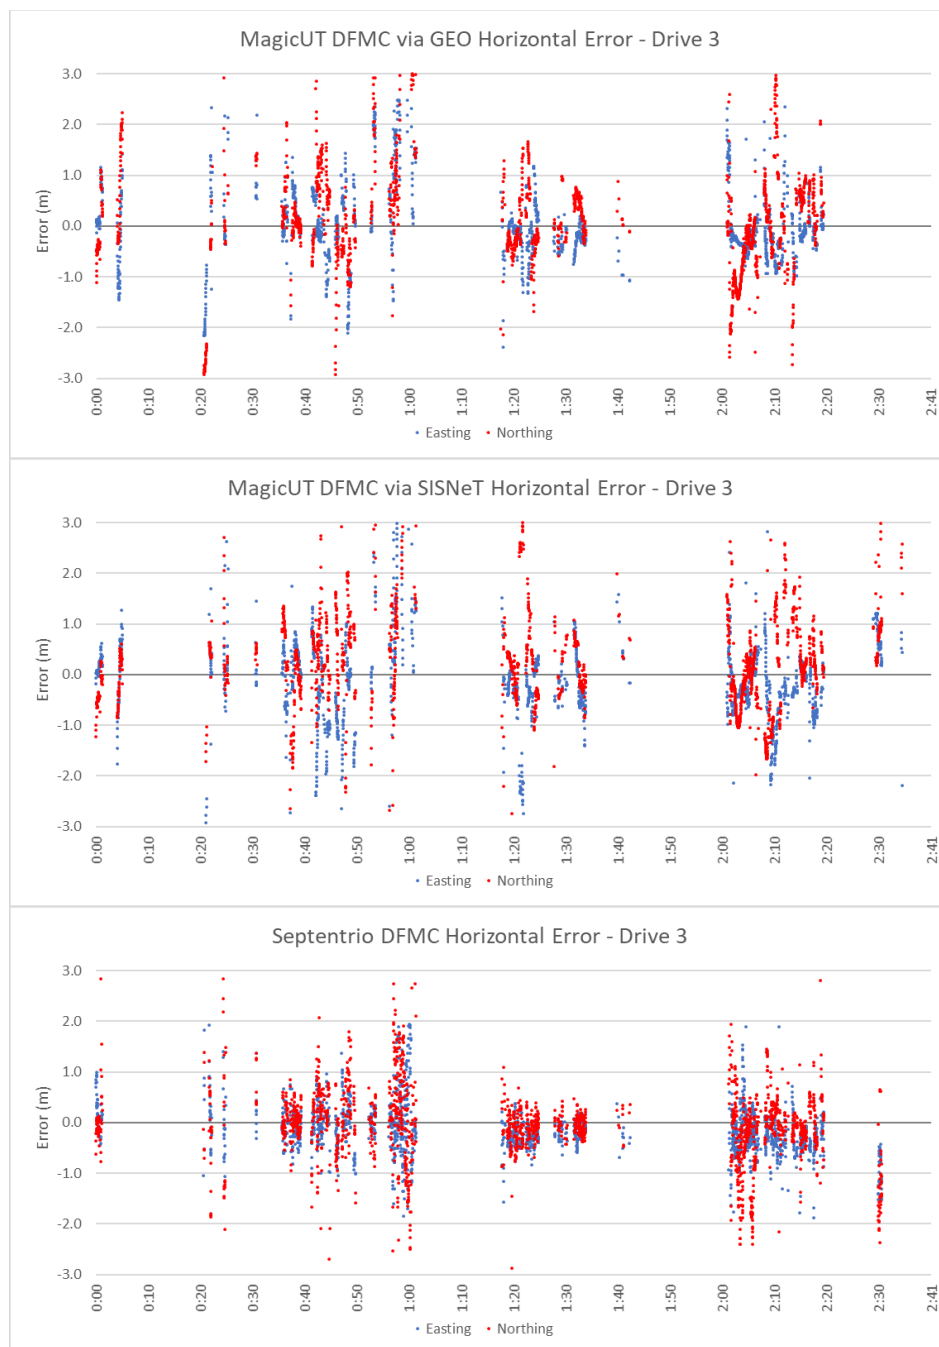 MagicUT DFMC via GEO Horizontal Error - Drive 3
3.0
2.0
1.0
0.0
-1.0
-2.0
-3.0
Error (m)
0:00 0:10 0:20 0:30 0:40 0:50 1:00 1:10 1:20 1:30 1:40 1:50 2:00 2:10 2:20 2:30 2:41
Easting Northing
MagicUT DFMC via SISNeT Horizontal Error - Drive 3
3.0
2.0
1.0
0.0
-1.0
-2.0
-3.0
Error (m)
0:00 0:10 0:21 0:31 0:41 0:51 1:00 1:10 1:20 1:30 1:40 1:50 2:00 2:10 2:20 2:30 2:41
Easting Northing
Septentrio DFMC Horizontal Error - Drive 3
3.0
2.0
1.0
0.0
-1.0
-2.0
-3.0
Error (m)
0:00 0:10 0:20 0:30 0:40 0:50 1:00 1:10 1:20 1:30 1:40 1:50 2:00 2:10 2:20 2:30 2:41
Easting Northing